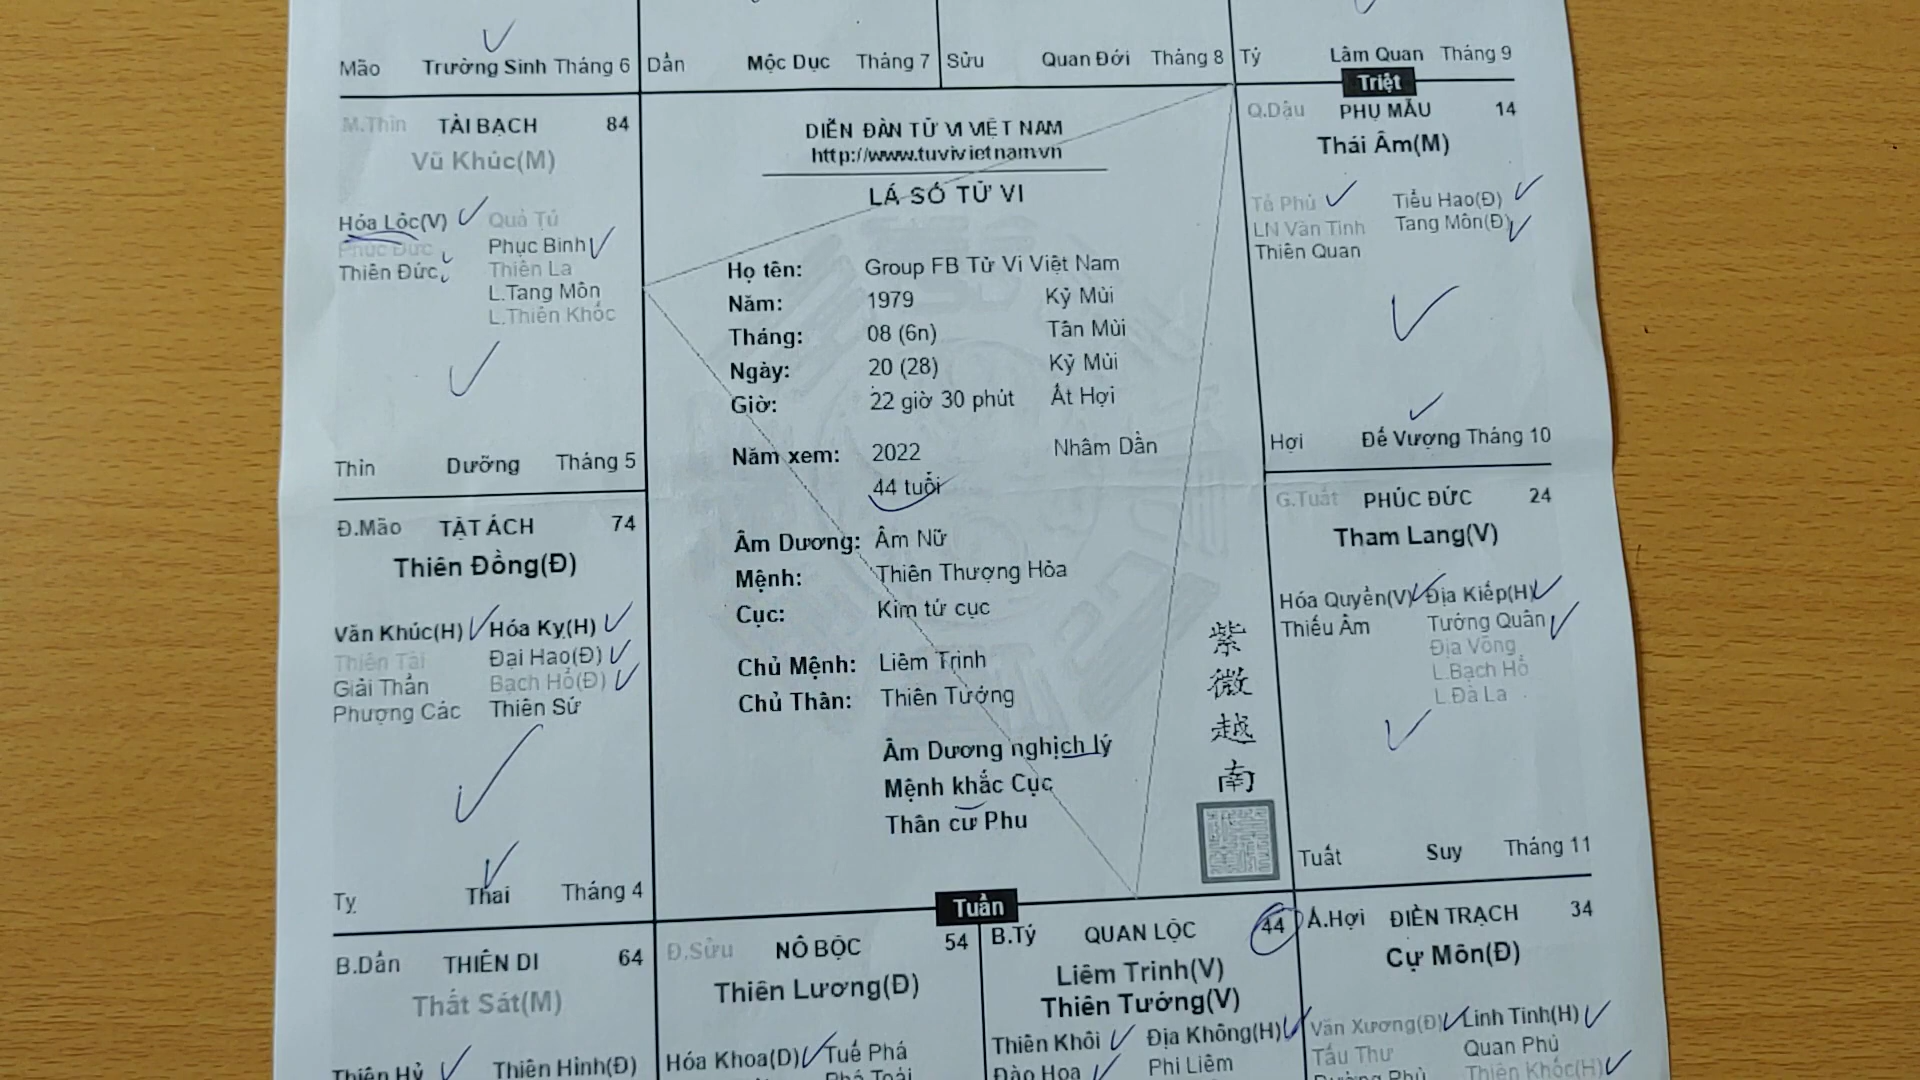 Mão Trường Sinh Tháng 6
Dần Mộc Dục Tháng 7
Sửu Quan Đới Tháng 8
Tý Lâm Quan Tháng 9
Triệt
M.Thìn TÀI BẠCH 84
Vũ Khúc(M)
Hóa Lộc(V) Quả Tú
Phúc Đức Phục Binh
Thiên Đức Thiên La
L.Tang Môn
L.Thiên Khốc
Thìn Dưỡng Tháng 5
DIỄN ĐÀN TỬ VI VIỆT NAM
http://www.tuvivietnam.vn
LÁ SỐ TỬ VI
Họ tên: Group FB Tử Vi Việt Nam
Năm: 1979 Kỷ Mùi
Tháng: 08 (6n) Tân Mùi
Ngày: 20 (28) Kỷ Mùi
Giờ: 22 giờ 30 phút Ất Hợi
Năm xem: 2022 Nhâm Dần
44 tuổi
Âm Dương: Âm Nữ
Mệnh: Thiên Thượng Hỏa
Cục: Kim tứ cục
Chủ Mệnh: Liêm Trinh
Chủ Thân: Thiên Tướng
Âm Dương nghịch lý
Mệnh khắc Cục
Thân cư Phu
紫
微
越
南
Q.Dậu PHỤ MẪU 14
Thái Âm(M)
Tả Phù Tiểu Hao(Đ)
LN Văn Tinh Tang Môn(Đ)
Thiên Quan
Hợi Đế Vượng Tháng 10
Đ.Mão TẬT ÁCH 74
Thiên Đồng(Đ)
Văn Khúc(H) Hóa Kỵ(H)
Thiên Tài Đại Hao(Đ)
Giải Thần Bạch Hổ(Đ)
Phượng Các Thiên Sứ
Tỵ Thai Tháng 4
G.Tuất PHÚC ĐỨC 24
Tham Lang(V)
Hóa Quyền(V) Địa Kiếp(H)
Thiếu Âm Tướng Quân
Địa Võng
L.Bạch Hổ
L.Đà La
Tuất Suy Tháng 11
Tuần
B.Dần THIÊN DI 64
Thất Sát(M)
Thiên Hỷ Thiên Hình(Đ)
Đ.Sửu NÔ BỘC 54
Thiên Lương(Đ)
Hóa Khoa(D) Tuế Phá
Phá Toái
B.Tý QUAN LỘC 44
Liêm Trinh(V)
Thiên Tướng(V)
Thiên Khôi Địa Không(H)
Đào Hoa Phi Liêm
Ấ.Hợi ĐIỀN TRẠCH 34
Cự Môn(Đ)
Văn Xương(Đ) Linh Tinh(H)
Tấu Thư Quan Phủ
Đường Phù Thiên Khốc(H)